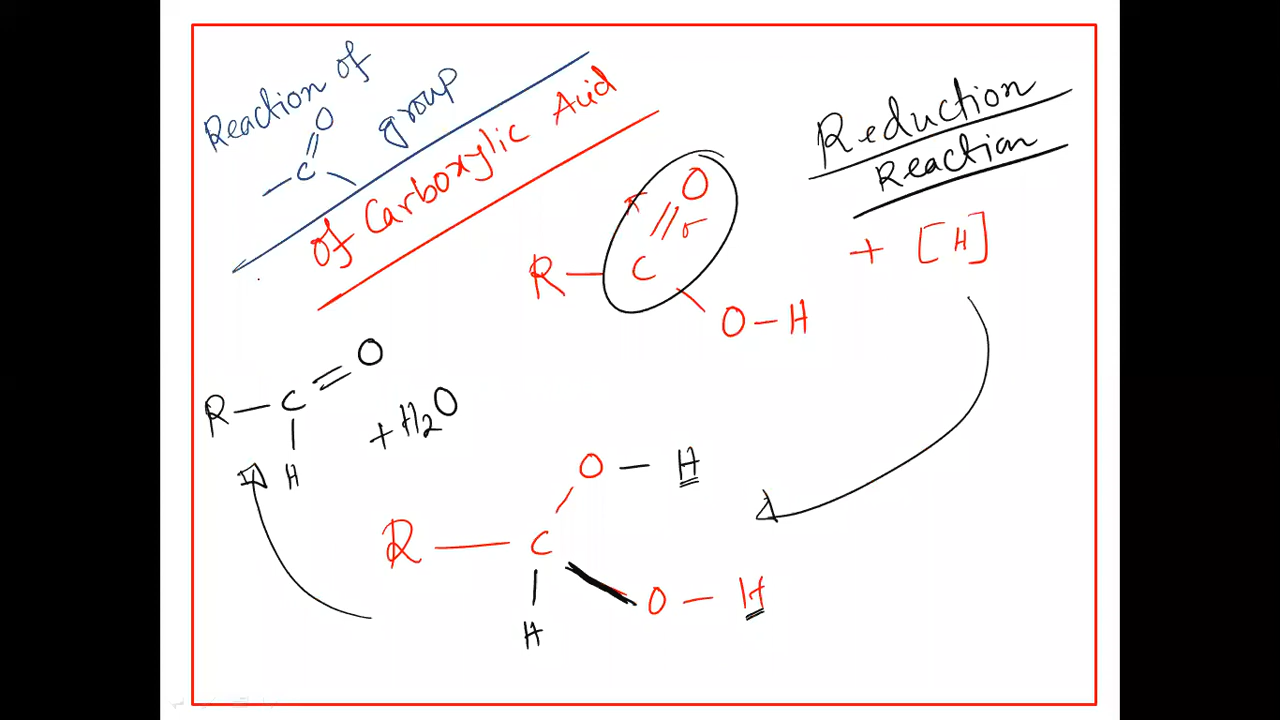 Reaction of
O
— C
group
of Carboxylic Acid
Reduction
Reaction
R — C
O
O — H
+ [H]
R — C = O
H
+ H₂O
R — C
O — H
O — H
H